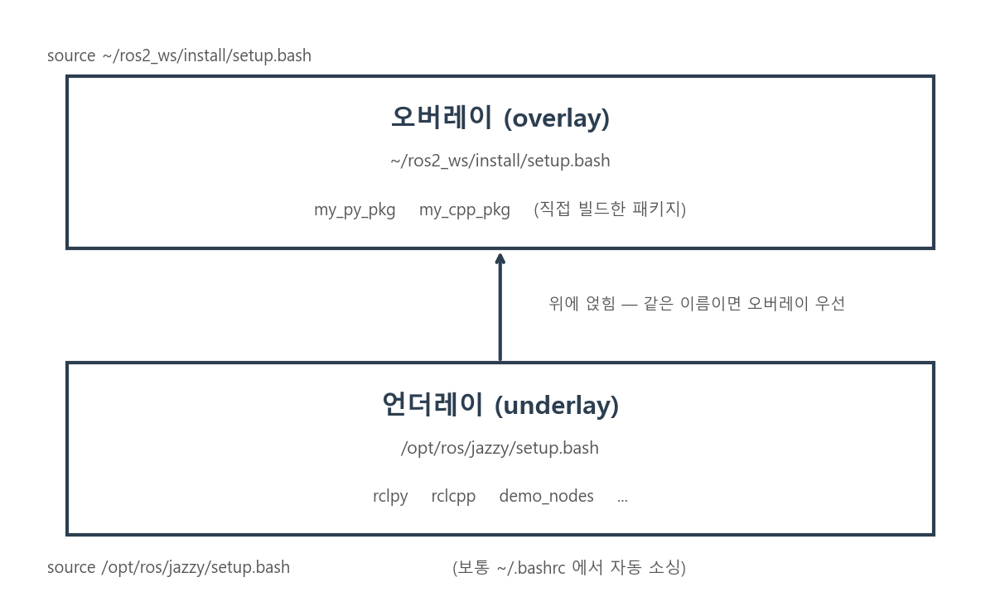 source ~/ros2_ws/install/setup.bash
오버레이 (overlay)
~/ros2_ws/install/setup.bash
my_py_pkg my_cpp_pkg (직접 빌드한 패키지)
위에 얹힘 — 같은 이름이면 오버레이 우선
언더레이 (underlay)
/opt/ros/jazzy/setup.bash
rclpy rclcpp demo_nodes ...
source /opt/ros/jazzy/setup.bash (보통 ~/.bashrc 에서 자동 소싱)